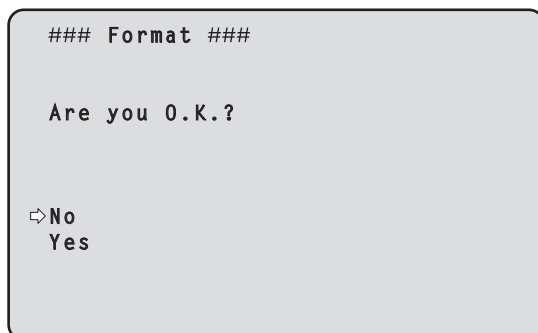 ### Format ###
Are you O.K.?
⇨No
Yes